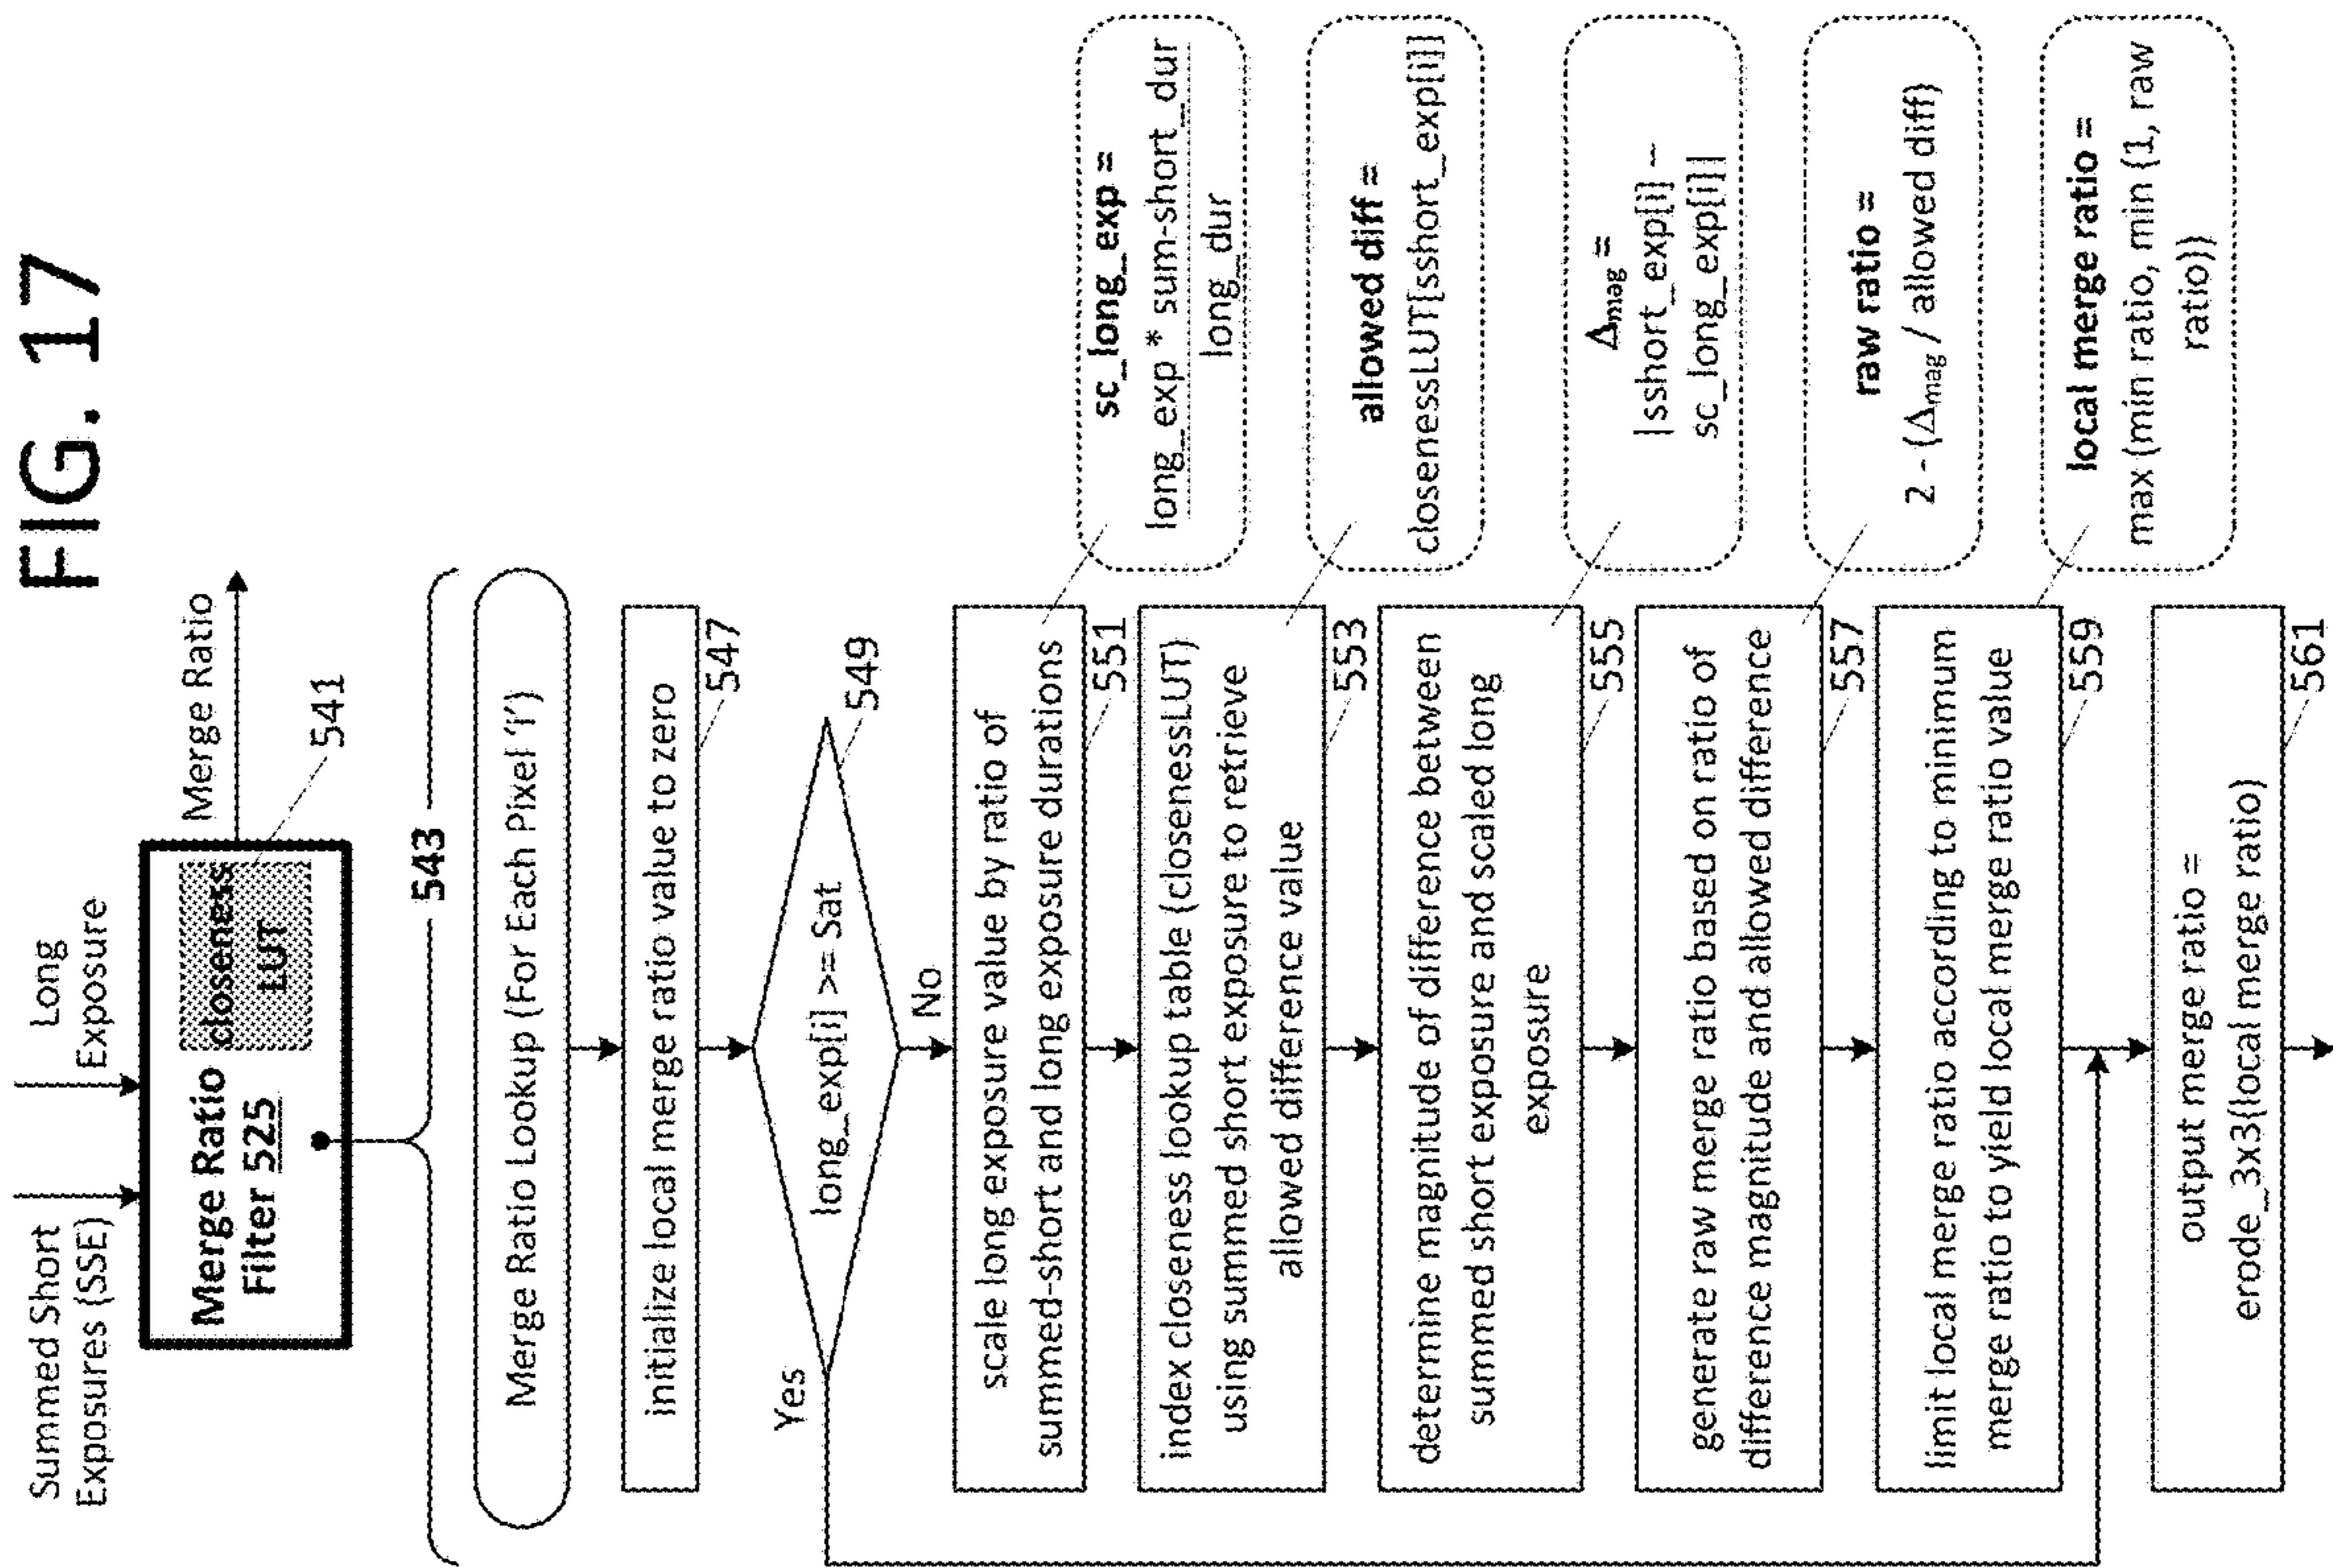 FIG. 17
Summed Short
Exposures (SSE)
Long
Exposure
Merge Ratio
Filter 525
closeness
LUT
541
Merge Ratio
543
Merge Ratio Lookup (For Each Pixel ‘i’)
initialize local merge ratio value to zero
547
long_exp[i] >= Sat
549
Yes
No
scale long exposure value by ratio of
summed-short and long exposure durations
551
sc_long_exp =
long_exp * sum-short_dur
long_dur
index closeness lookup table (closenessLUT)
using summed short exposure to retrieve
allowed difference value
553
allowed diff =
closenessLUT[sshort_exp[i]]
determine magnitude of difference between
summed short exposure and scaled long
exposure
555
Δmag =
|sshort_exp[i] –
sc_long_exp[i]|
generate raw merge ratio based on ratio of
difference magnitude and allowed difference
557
raw ratio =
2 - (Δmag / allowed diff)
limit local merge ratio according to minimum
merge ratio to yield local merge ratio value
559
local merge ratio =
max (min ratio, min (1, raw
ratio))
output merge ratio =
erode_3x3(local merge ratio)
561